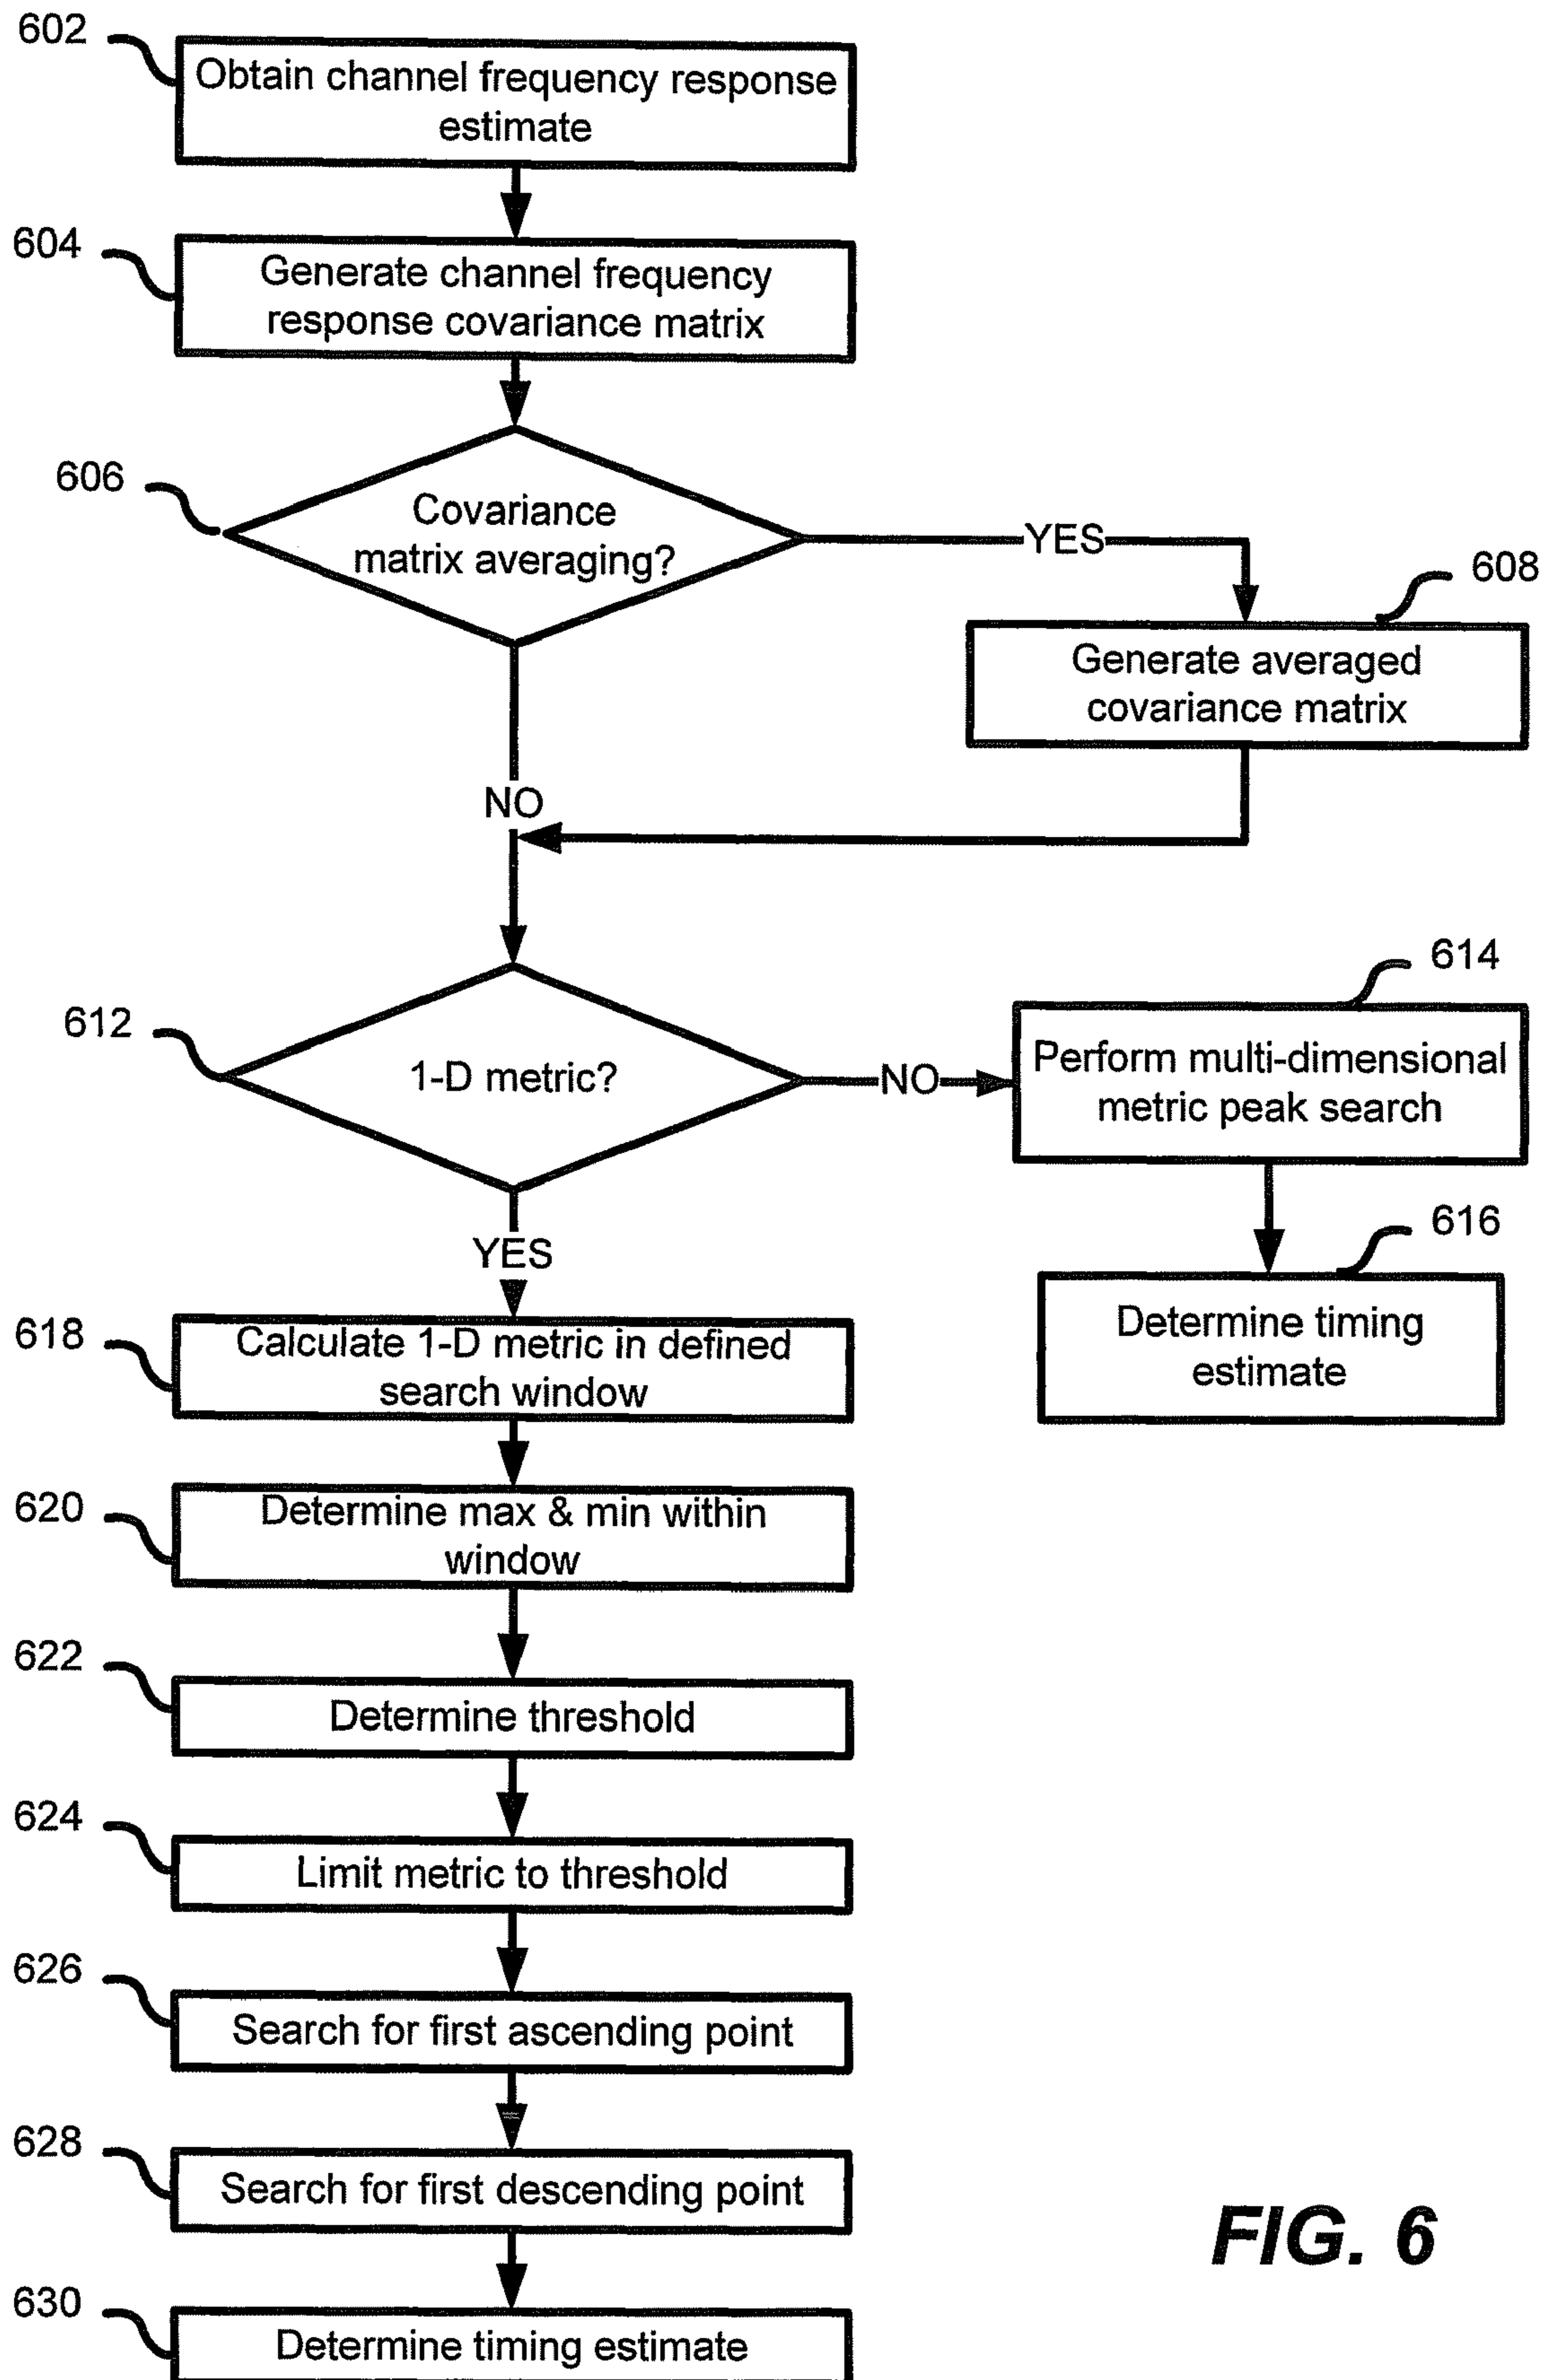 602
Obtain channel frequency response
estimate
604
Generate channel frequency
response covariance matrix
606
Covariance
matrix averaging?
YES
608
Generate averaged
covariance matrix
NO
612
1-D metric?
NO
614
Perform multi-dimensional
metric peak search
616
Determine timing
estimate
YES
618
Calculate 1-D metric in defined
search window
620
Determine max & min within
window
622
Determine threshold
624
Limit metric to threshold
626
Search for first ascending point
628
Search for first descending point
630
Determine timing estimate
FIG. 6